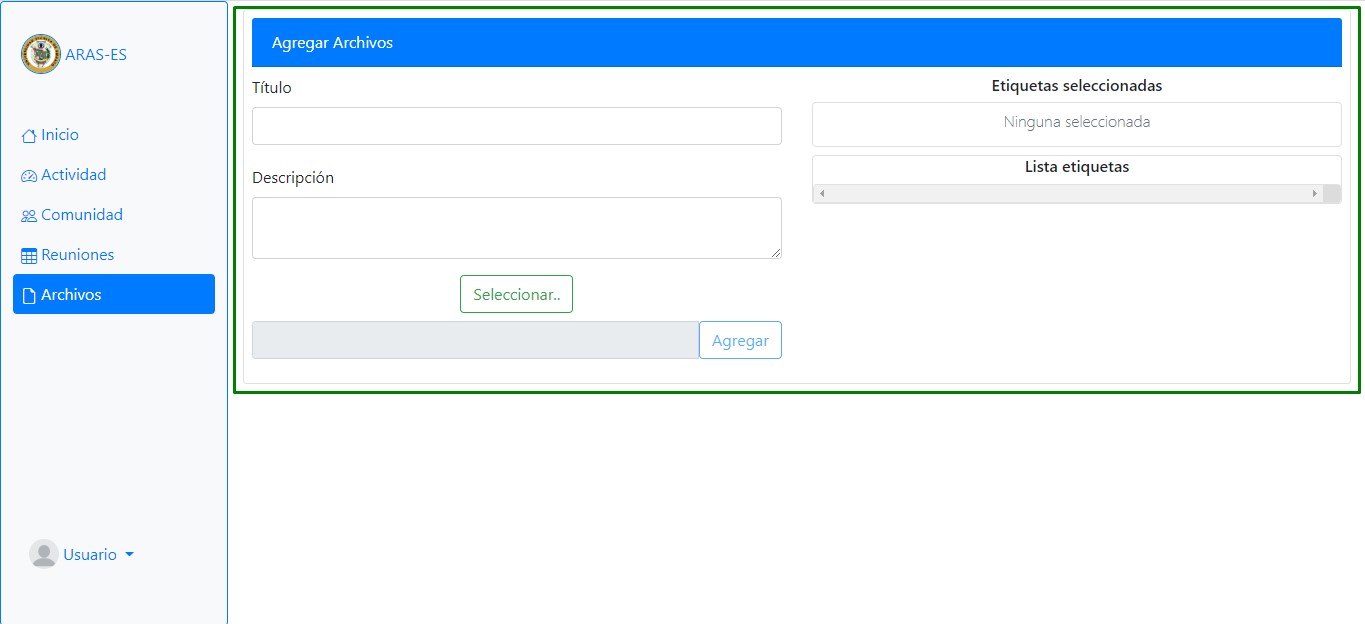 ARAS-ES
Inicio
Actividad
Comunidad
Reuniones
Archivos
Usuario
Agregar Archivos
Título
Descripción
Seleccionar..
Agregar
Etiquetas seleccionadas
Ninguna seleccionada
Lista etiquetas